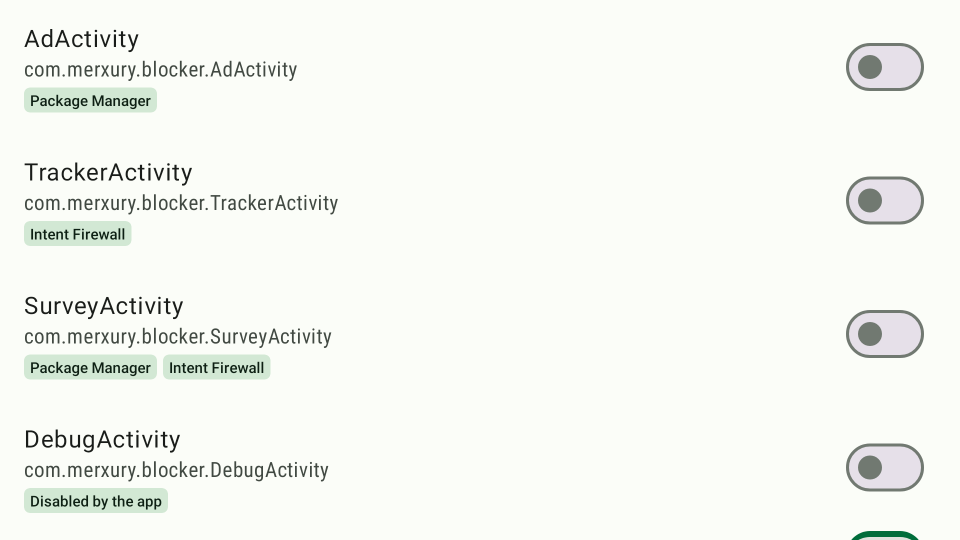 AdActivity
com.merxury.blocker.AdActivity
Package Manager
TrackerActivity
com.merxury.blocker.TrackerActivity
Intent Firewall
SurveyActivity
com.merxury.blocker.SurveyActivity
Package Manager Intent Firewall
DebugActivity
com.merxury.blocker.DebugActivity
Disabled by the app